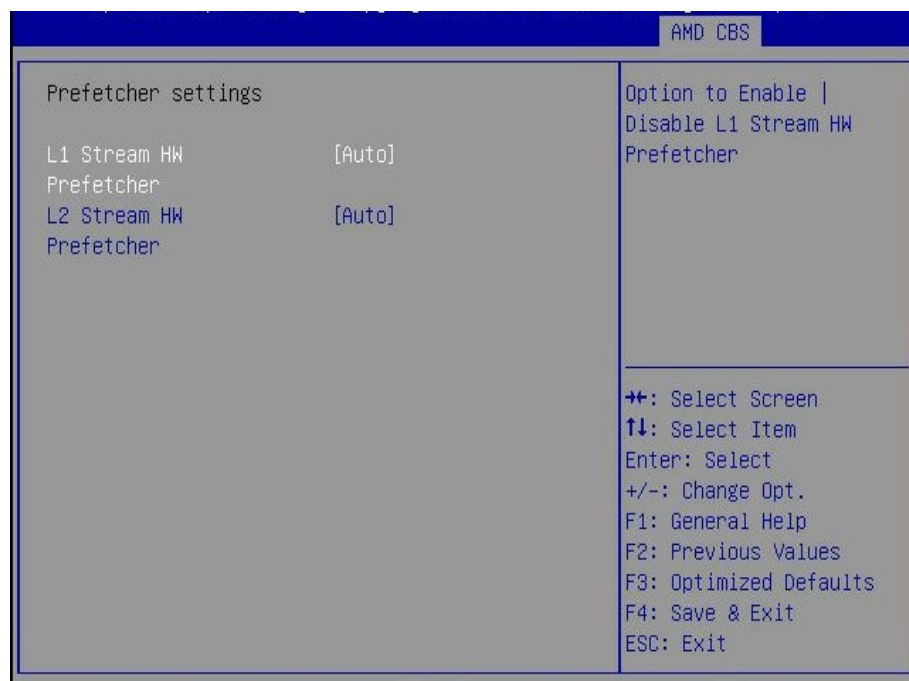 AMD CBS
Prefetcher settings
L1 Stream HW [Auto]
Prefetcher
L2 Stream HW [Auto]
Prefetcher
Option to Enable |
Disable L1 Stream HW
Prefetcher
→←: Select Screen
↑↓: Select Item
Enter: Select
+/-: Change Opt.
F1: General Help
F2: Previous Values
F3: Optimized Defaults
F4: Save & Exit
ESC: Exit